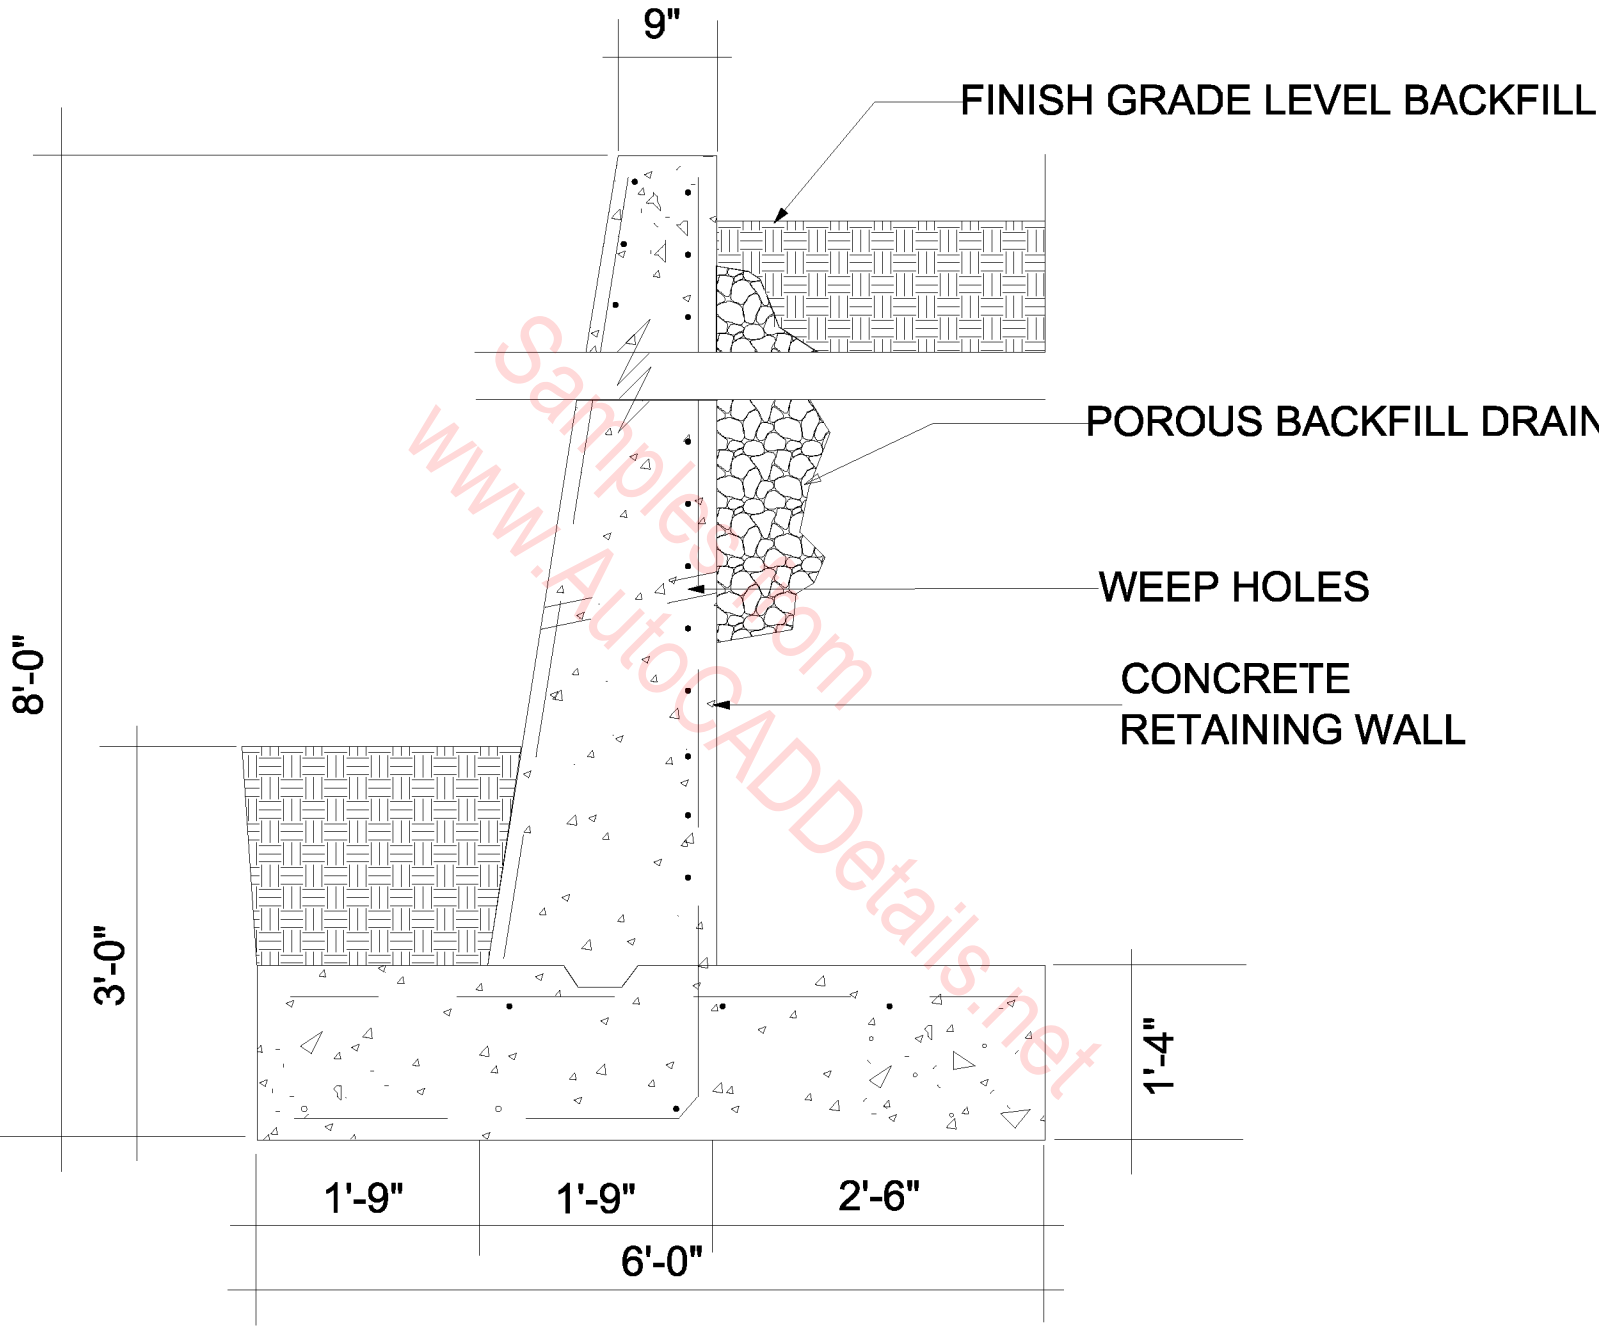 9"
FINISH GRADE LEVEL BACKFILL
POROUS BACKFILL DRAIN
WEEP HOLES
CONCRETE
RETAINING WALL
8'-0"
3'-0"
1'-4"
1'-9"
1'-9"
2'-6"
6'-0"
Samples from
www.AutoCADDetails.net